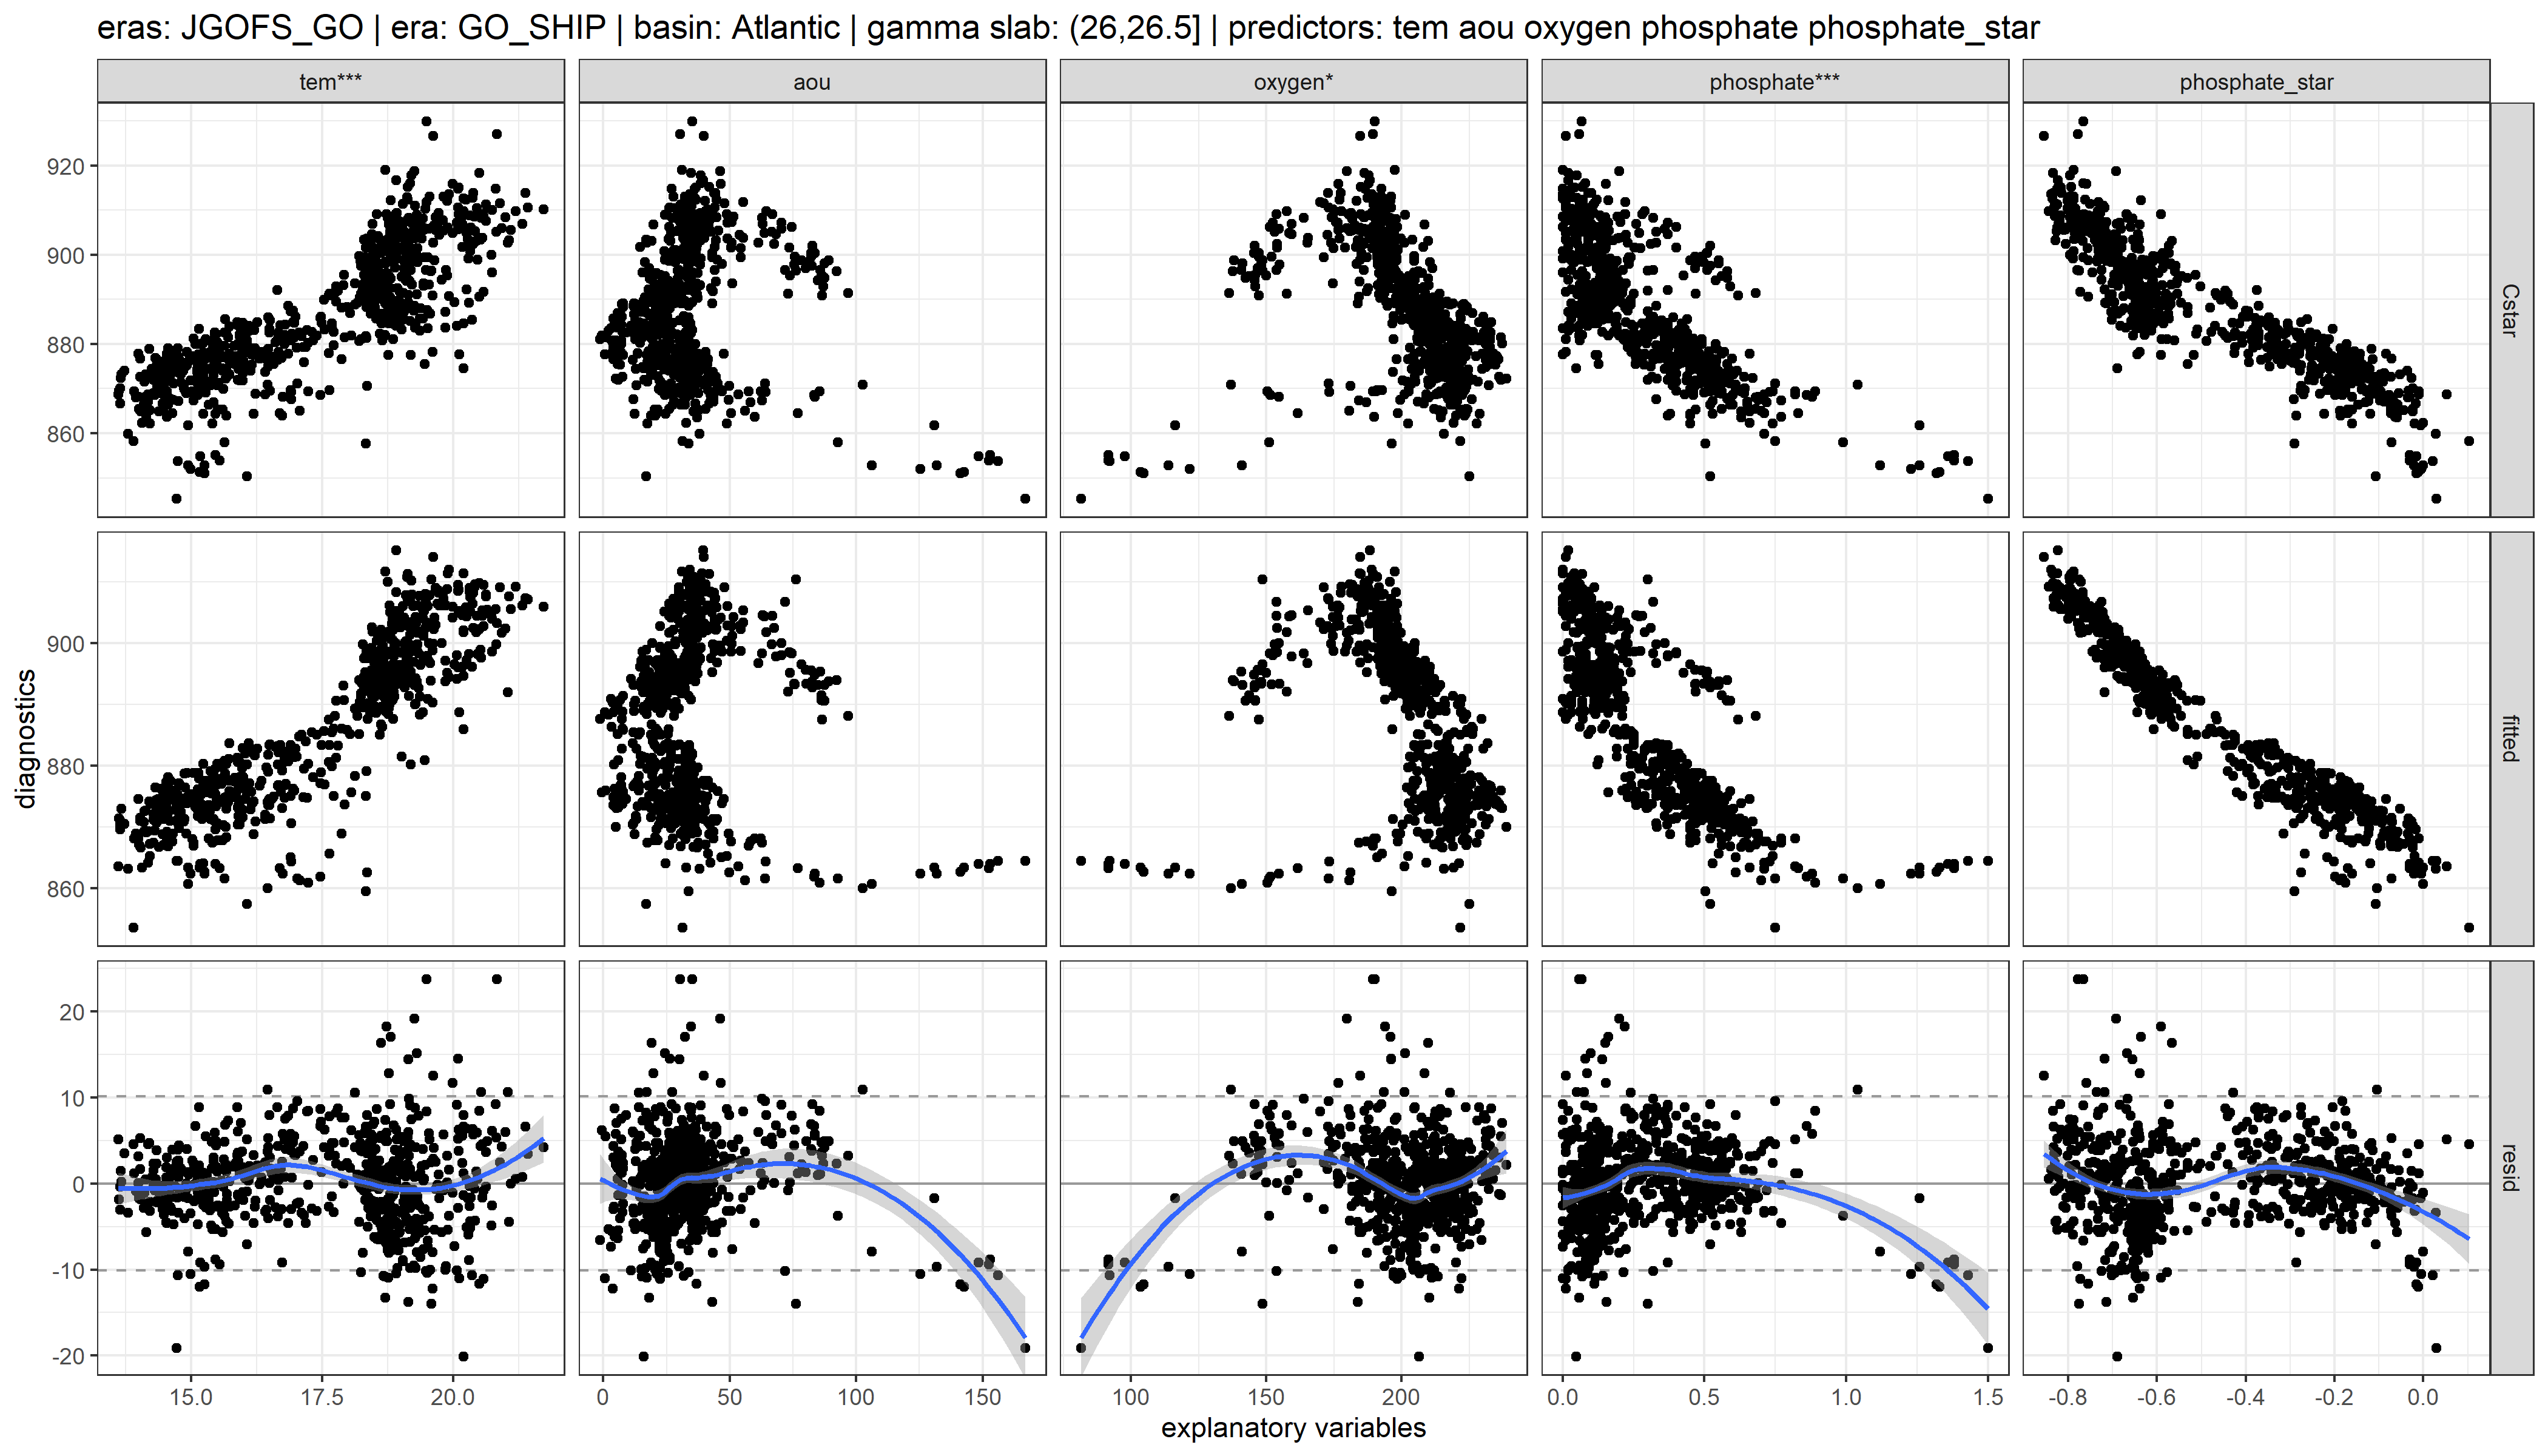 eras: JGOFS_GO | era: GO_SHIP | basin: Atlantic | gamma slab: (26,26.5] | predictors: tem aou oxygen phosphate phosphate_star
tem*** aou oxygen* phosphate*** phosphate_star
920
900
880
860
Cstar
900
880
860
fitted
diagnostics
20
10
0
-10
-20
resid
15.0 17.5 20.0 0 50 100 150 100 150 200 0.0 0.5 1.0 1.5 -0.8 -0.6 -0.4 -0.2 0.0
explanatory variables